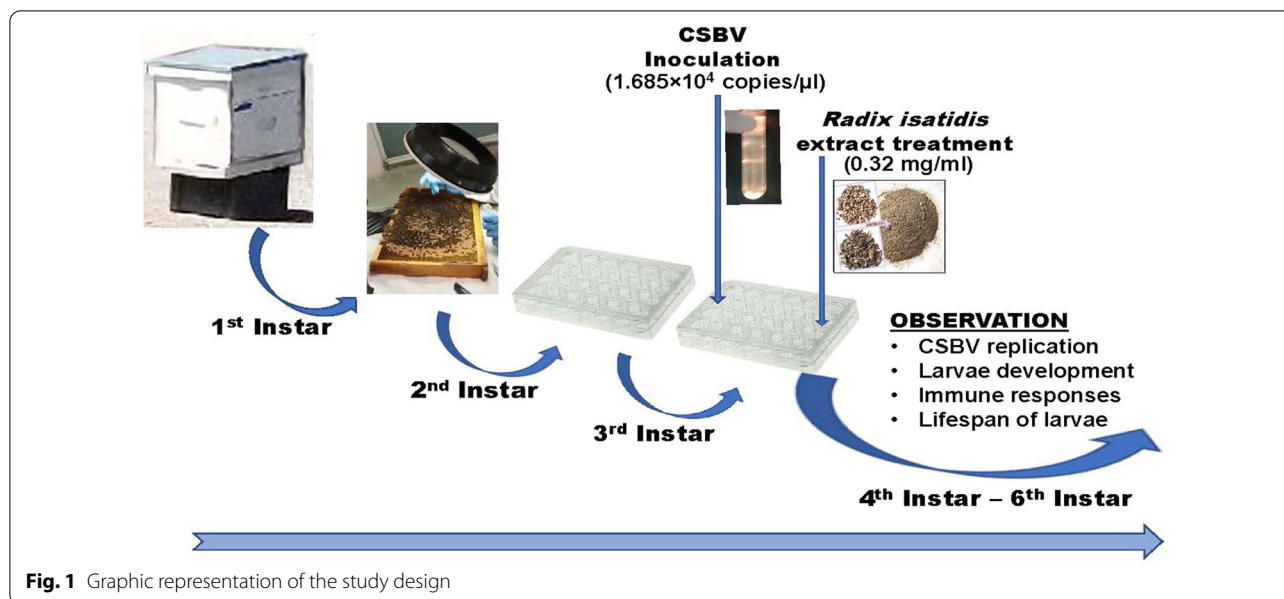 CSBV
Inoculation
(1.685×10⁴ copies/µl)
Radix isatidis
extract treatment
(0.32 mg/ml)
1st Instar
2nd Instar
3rd Instar
OBSERVATION
• CSBV replication
• Larvae development
• Immune responses
• Lifespan of larvae
4th Instar – 6th Instar
Fig. 1 Graphic representation of the study design